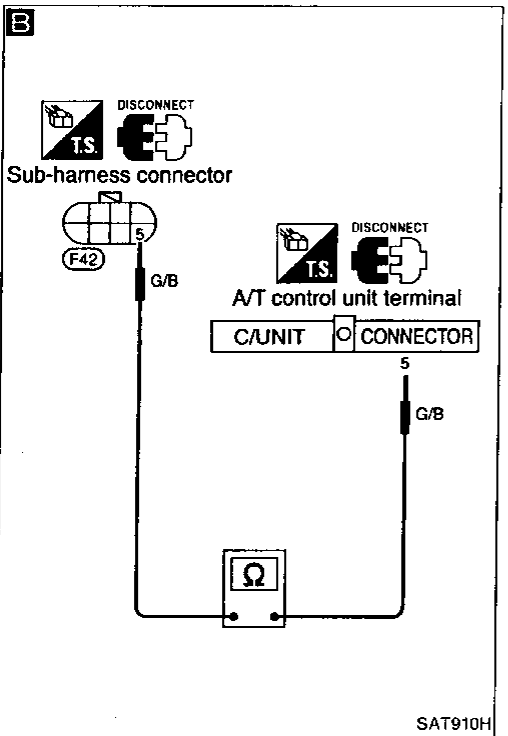 B
DISCONNECT
T.S.
Sub-harness connector
5
F42
G/B
DISCONNECT
T.S.
A/T control unit terminal
C/UNIT
CONNECTOR
5
G/B
Ω
SAT910H